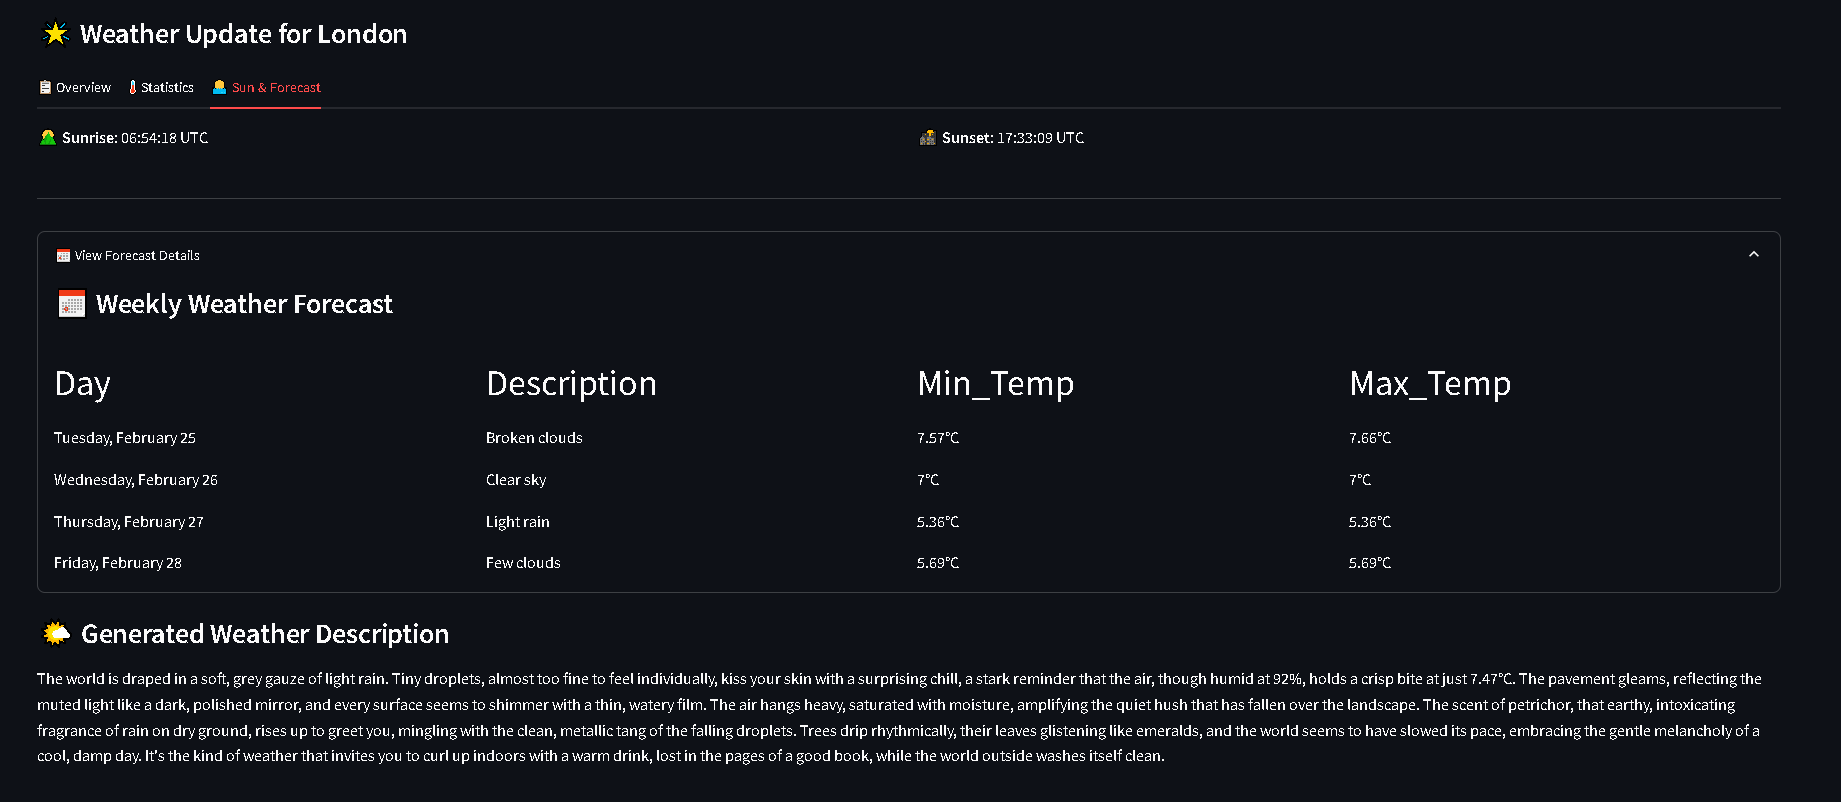 Weather Update for London
Overview Statistics Sun & Forecast
Sunrise: 06:54:18 UTC Sunset: 17:33:09 UTC
View Forecast Details
Weekly Weather Forecast
Day Description Min_Temp Max_Temp
Tuesday, February 25 Broken clouds 7.57°C 7.66°C
Wednesday, February 26 Clear sky 7°C 7°C
Thursday, February 27 Light rain 5.36°C 5.36°C
Friday, February 28 Few clouds 5.69°C 5.69°C
Generated Weather Description
The world is draped in a soft, grey gauze of light rain. Tiny droplets, almost too fine to feel individually, kiss your skin with a surprising chill, a stark reminder that the air, though humid at 92%, holds a crisp bite at just 7.47°C. The pavement gleams, reflecting the
muted light like a dark, polished mirror, and every surface seems to shimmer with a thin, watery film. The air hangs heavy, saturated with moisture, amplifying the quiet hush that has fallen over the landscape. The scent of petrichor, that earthy, intoxicating
fragrance of rain on dry ground, rises up to greet you, mingling with the clean, metallic tang of the falling droplets. Trees drip rhythmically, their leaves glistening like emeralds, and the world seems to have slowed its pace, embracing the gentle melancholy of a
cool, damp day. It's the kind of weather that invites you to curl up indoors with a warm drink, lost in the pages of a good book, while the world outside washes itself clean.